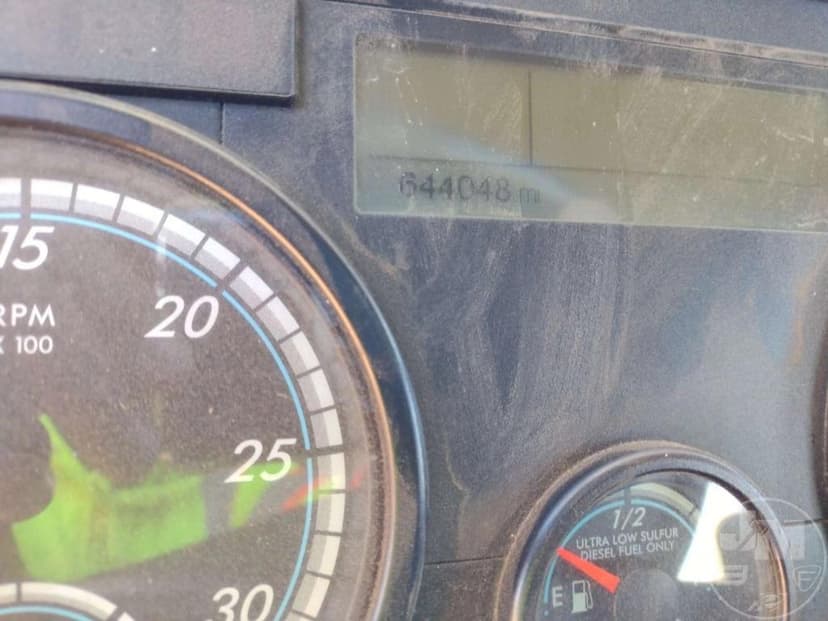 644048 mi
15
20
RPM
X 100
25
30
1/2
ULTRA LOW SULFUR
DIESEL FUEL ONLY
E